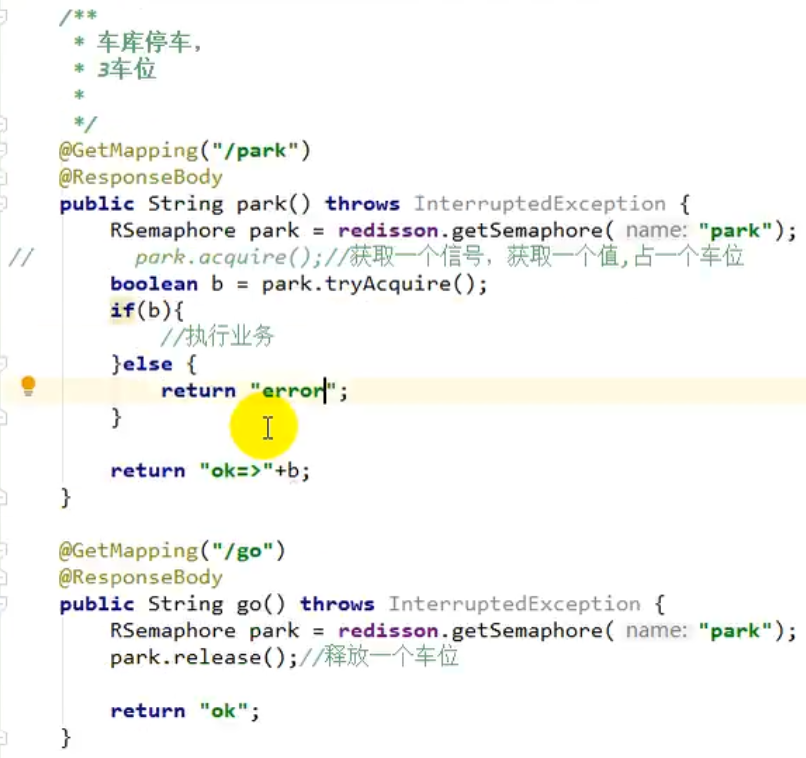 /**
* 车库停车，
* 3车位
*
*/
@GetMapping("/park")
@ResponseBody
public String park() throws InterruptedException {
RSemaphore park = redisson.getSemaphore( name: "park");
// park.acquire();//获取一个信号，获取一个值,占一个车位
boolean b = park.tryAcquire();
if(b){
//执行业务
}else {
return "error";
}
return "ok=>"+b;
}
@GetMapping("/go")
@ResponseBody
public String go() throws InterruptedException {
RSemaphore park = redisson.getSemaphore( name: "park");
park.release();//释放一个车位
return "ok";
}